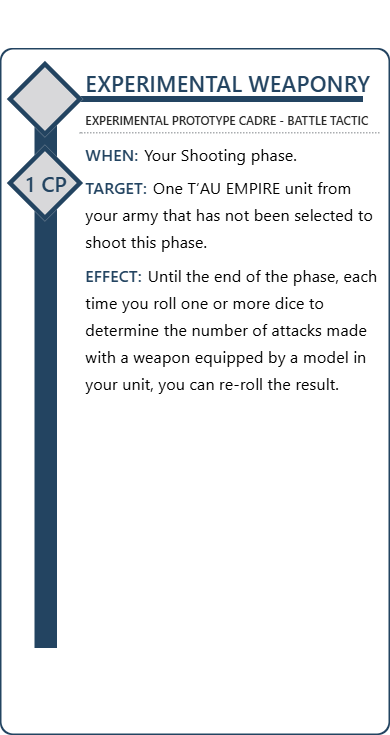 EXPERIMENTAL WEAPONRY
EXPERIMENTAL PROTOTYPE CADRE - BATTLE TACTIC
WHEN: Your Shooting phase.
1 CP
TARGET: One T’AU EMPIRE unit from
your army that has not been selected to
shoot this phase.
EFFECT: Until the end of the phase, each
time you roll one or more dice to
determine the number of attacks made
with a weapon equipped by a model in
your unit, you can re-roll the result.